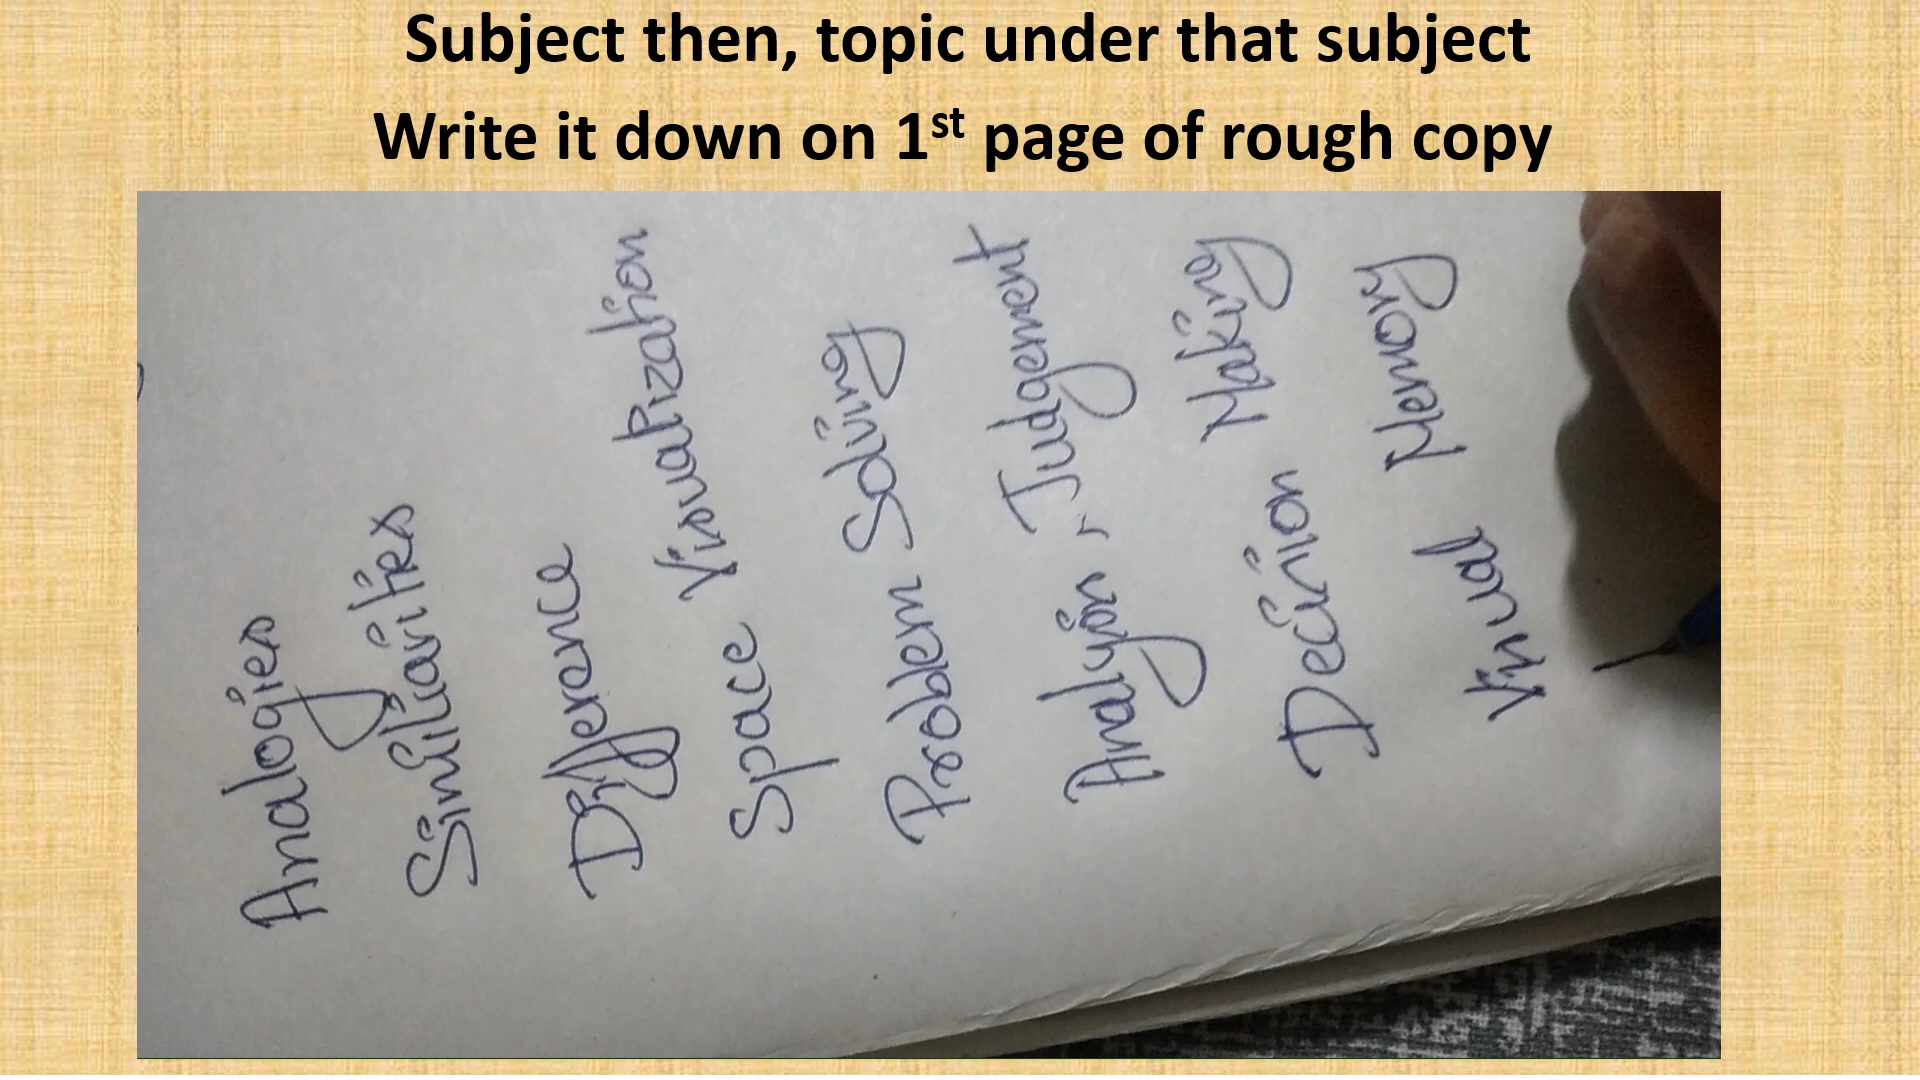 Subject then, topic under that subject
Write it down on 1st page of rough copy
Analogies
Similiarities
Difference
Space Visualization
Problem Solving
Analysis, Judgement
Decision Making
Visual Memory